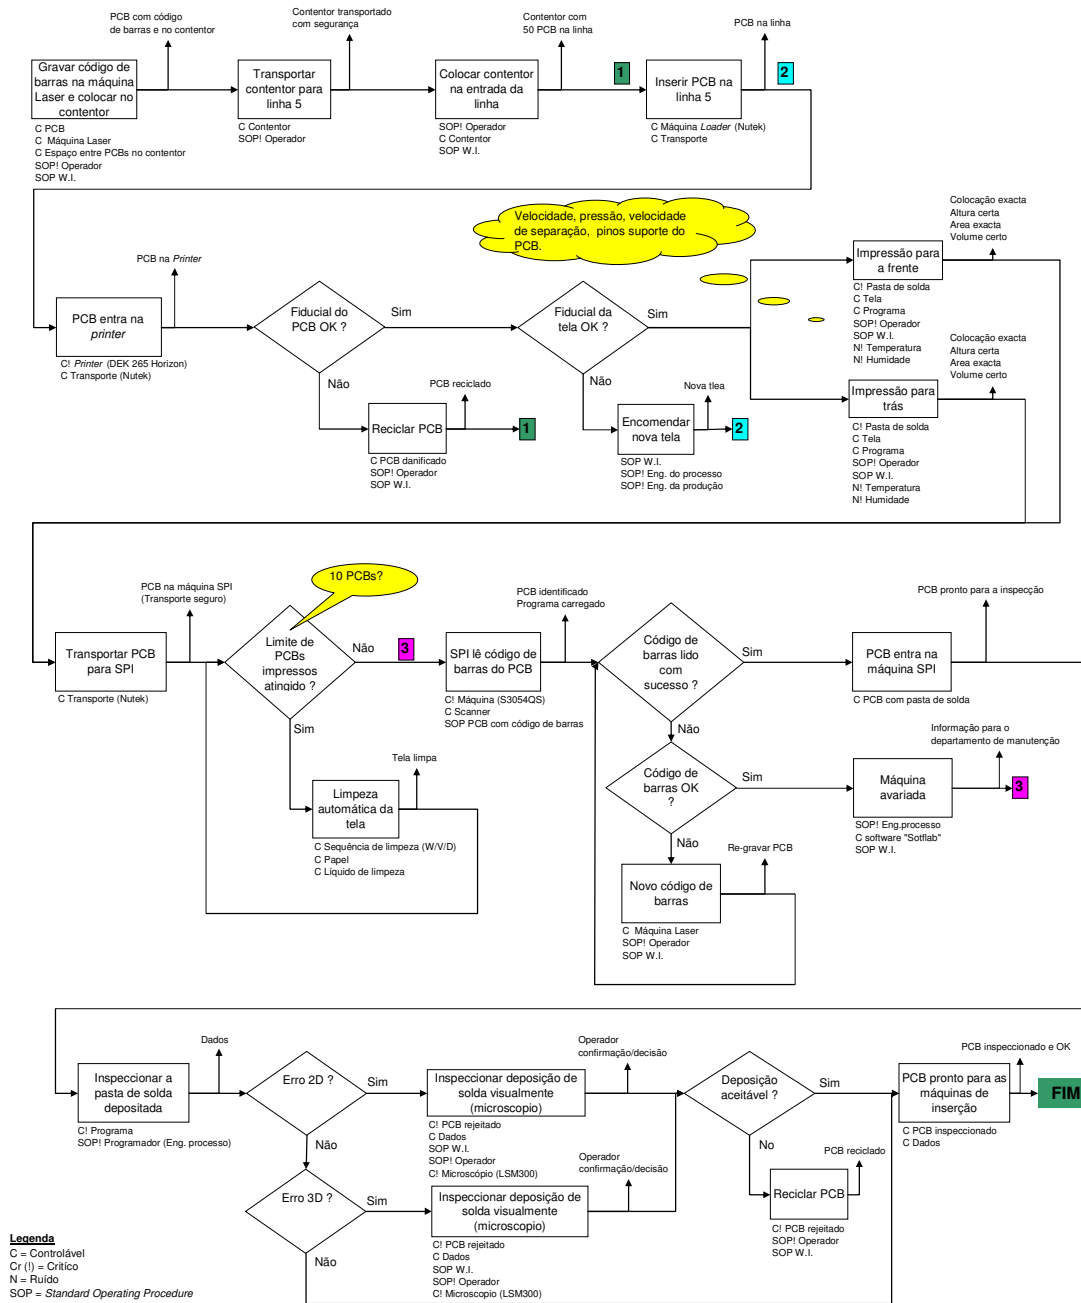 PCB com código
de barras e no contentor
Contentor transportado
com segurança
Contentor com
50 PCB na linha
PCB na linha
Gravar código de
barras na máquina
Laser e colocar no
contentor
Transportar
contentor para
linha 5
Colocar contentor
na entrada da
linha
1
Inserir PCB na
linha 5
2
C PCB
C  Máquina Laser
C Espaço entre PCBs no contentor
SOP! Operador
SOP W.I.
C Contentor
SOP! Operador
SOP! Operador
C Contentor
SOP W.I.
C Máquina Loader (Nutek)
C Transporte
Velocidade, pressão, velocidade
de separação,  pinos suporte do
PCB.
Colocação exacta
Altura certa
Area exacta
Volume certo
PCB na Printer
PCB entra na
printer
C! Printer (DEK 265 Horizon)
C Transporte (Nutek)
Fiducial do
PCB OK ?
Sim
Não
Fiducial da
tela OK ?
Sim
Não
Impressão para
a frente
C! Pasta de solda
C Tela
C Programa
SOP! Operador
SOP W.I.
N! Temperatura
N! Humidade
Colocação exacta
Altura certa
Area exacta
Volume certo
PCB reciclado
Reciclar PCB
1
C PCB danificado
SOP! Operador
SOP W.I.
Nova tlea
Encomendar
nova tela
2
SOP W.I.
SOP! Eng. do processo
SOP! Eng. da produção
Impressão para
trás
C! Pasta de solda
C Tela
C Programa
SOP! Operador
SOP W.I.
N! Temperatura
N! Humidade
PCB na máquina SPI
(Transporte seguro)
10 PCBs?
PCB identificado
Programa carregado
PCB pronto para a inspecção
Transportar PCB
para SPI
C Transporte (Nutek)
Limite de
PCBs
impressos
atingido ?
Não
3
Sim
SPI lê código de
barras do PCB
C! Máquina (S3054QS)
C Scanner
SOP PCB com código de barras
Código de
barras lido
com
sucesso ?
Sim
Não
PCB entra na
máquina SPI
C PCB com pasta de solda
Tela limpa
Limpeza
automática da
tela
C Sequência de limpeza (W/V/D)
C Papel
C Líquido de limpeza
Código de
barras OK
?
Sim
Não
Informação para o
departamento de manutenção
Máquina
avariada
3
SOP! Eng.processo
C software "Sotflab"
SOP W.I.
Re-gravar PCB
Novo código de
barras
C  Máquina Laser
SOP! Operador
SOP W.I.
Dados
Inspeccionar a
pasta de solda
depositada
C! Programa
SOP! Programador (Eng. processo)
Erro 2D ?
Sim
Não
Operador
confirmação/decisão
Inspeccionar deposição de
solda visualmente
(microscopio)
C! PCB rejeitado
C Dados
SOP W.I.
SOP! Operador
C! Microscópio (LSM300)
Deposição
aceitável ?
Sim
No
PCB inspeccionado e OK
PCB pronto para as
máquinas de
inserção
FIM
C PCB inspeccionado
C Dados
Erro 3D ?
Sim
Não
Operador
confirmação/decisão
Inspeccionar deposição de
solda visualmente
(microscopio)
C! PCB rejeitado
C Dados
SOP W.I.
SOP! Operador
C! Microscopio (LSM300)
PCB reciclado
Reciclar PCB
C! PCB rejeitado
SOP! Operador
SOP W.I.
Legenda
C = Controlável
Cr (!) = Critíco
N = Ruído
SOP = Standard Operating Procedure